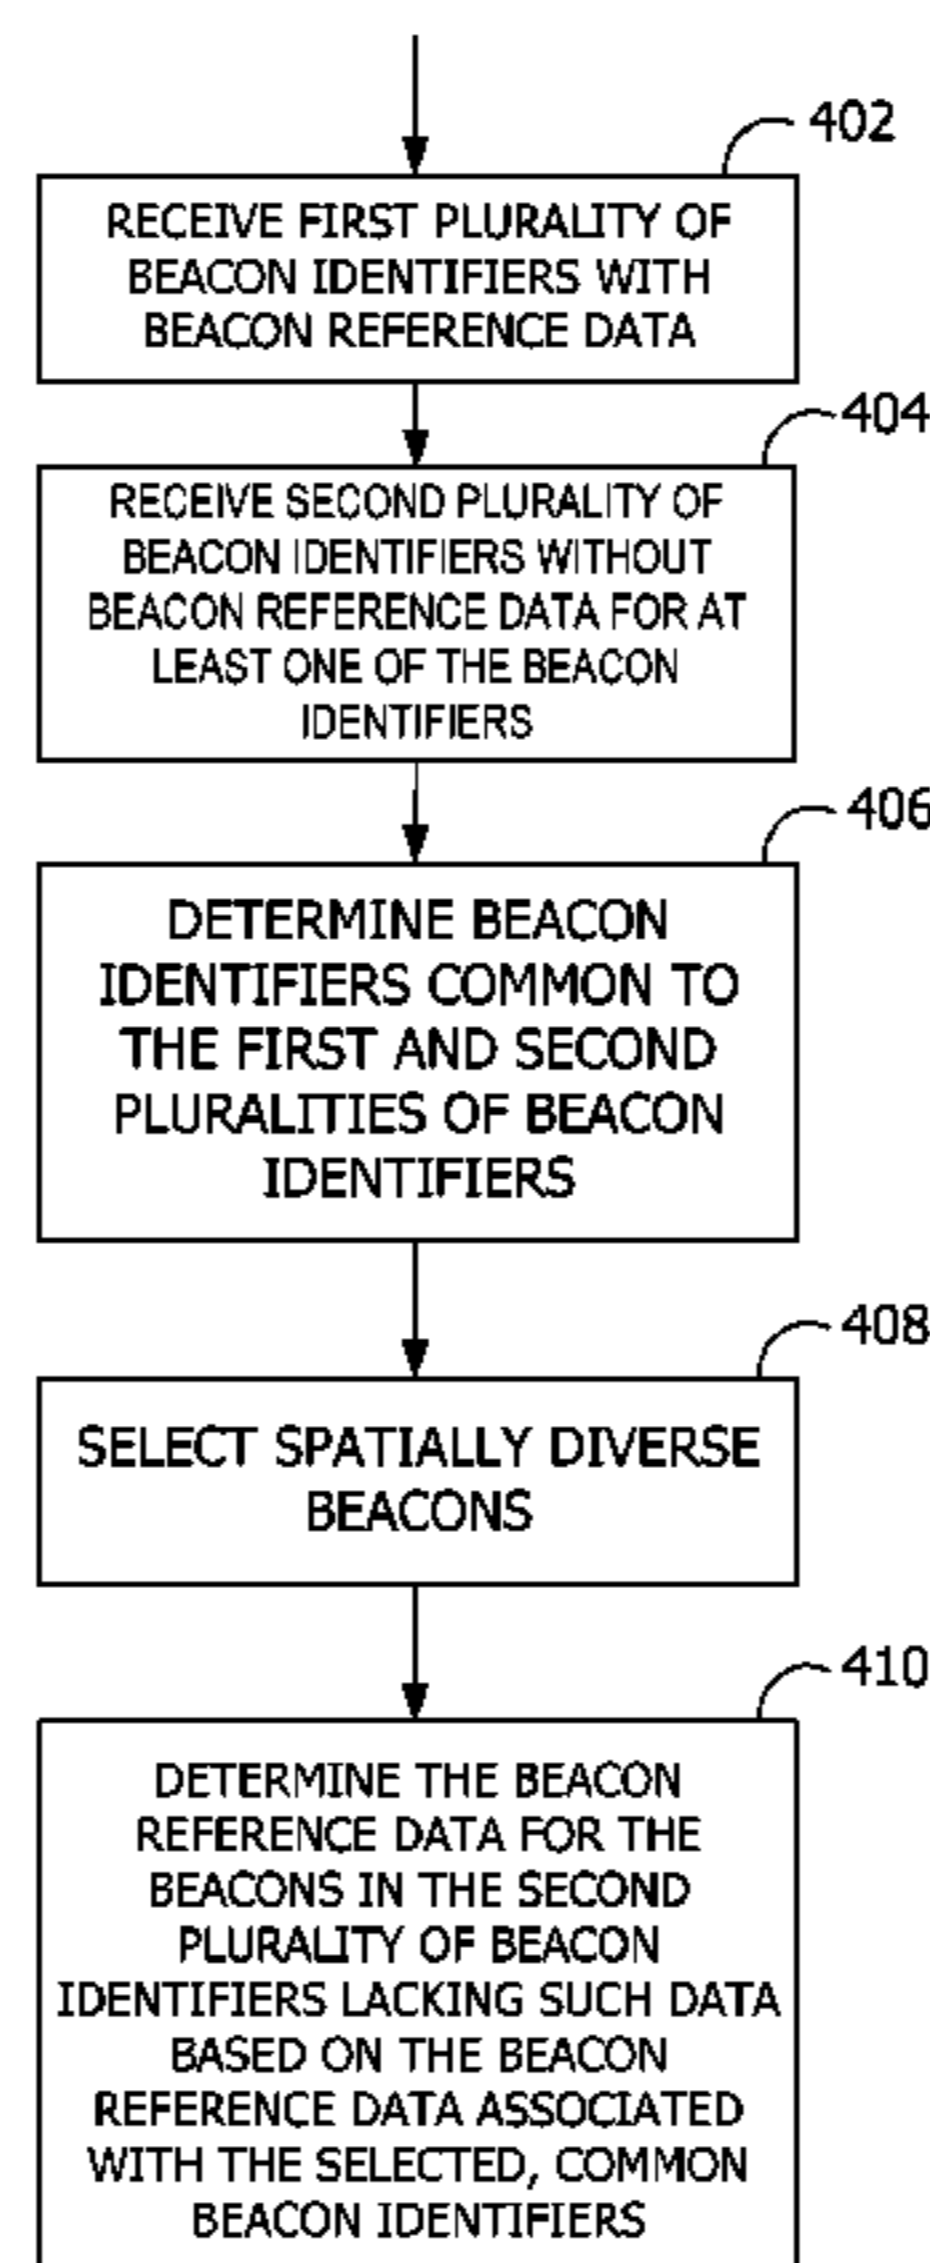 402
RECEIVE FIRST PLURALITY OF
BEACON IDENTIFIERS WITH
BEACON REFERENCE DATA
404
RECEIVE SECOND PLURALITY OF
BEACON IDENTIFIERS WITHOUT
BEACON REFERENCE DATA FOR AT
LEAST ONE OF THE BEACON
IDENTIFIERS
406
DETERMINE BEACON
IDENTIFIERS COMMON TO
THE FIRST AND SECOND
PLURALITIES OF BEACON
IDENTIFIERS
408
SELECT SPATIALLY DIVERSE
BEACONS
410
DETERMINE THE BEACON
REFERENCE DATA FOR THE
BEACONS IN THE SECOND
PLURALITY OF BEACON
IDENTIFIERS LACKING SUCH DATA
BASED ON THE BEACON
REFERENCE DATA ASSOCIATED
WITH THE SELECTED, COMMON
BEACON IDENTIFIERS